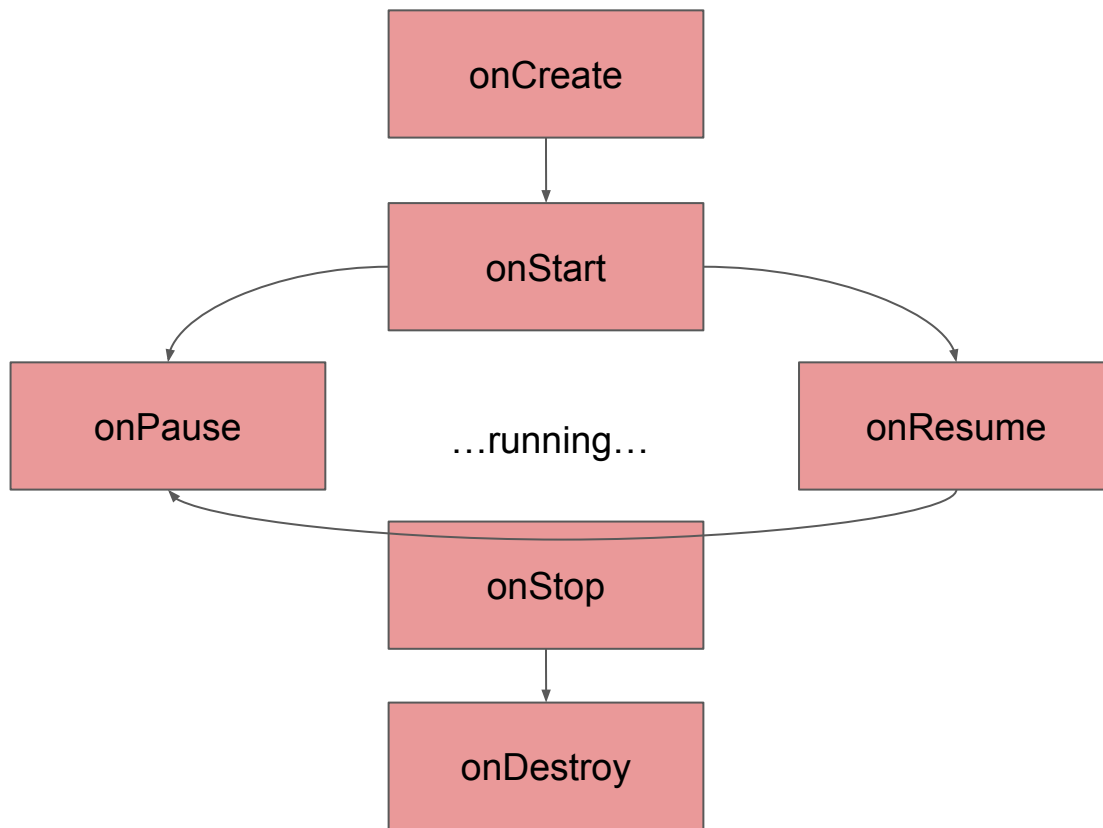 onCreate
onStart
onPause
…running…
onResume
onStop
onDestroy